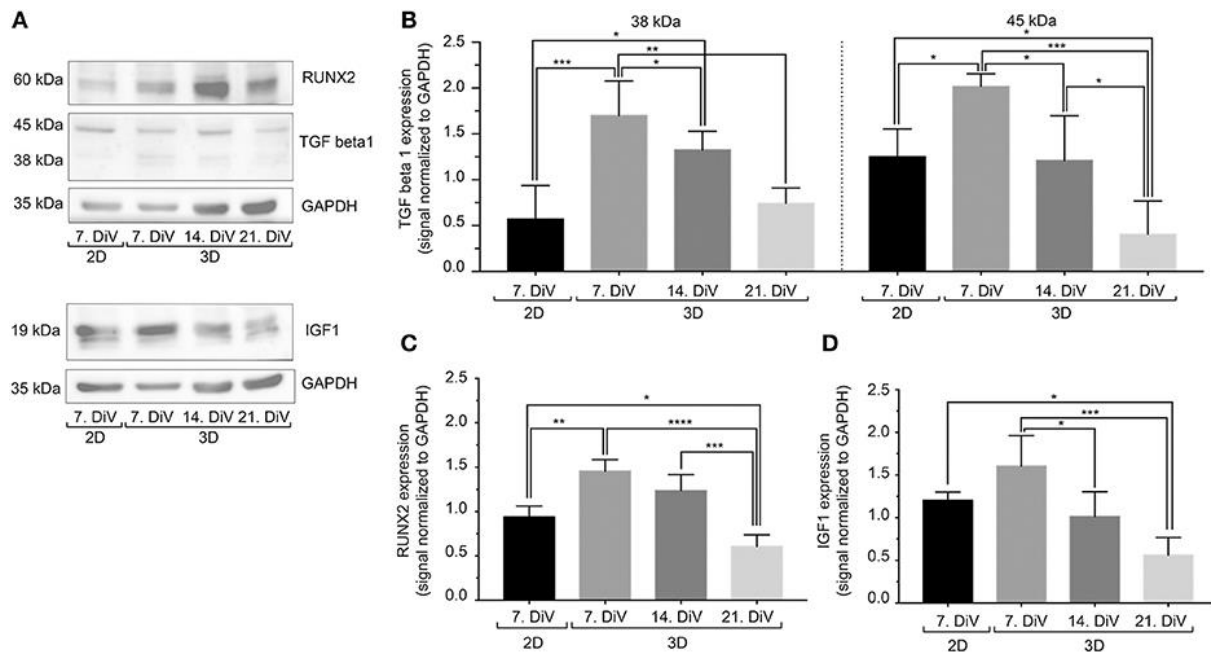 A
60 kDa
RUNX2
45 kDa
TGF beta1
38 kDa
35 kDa
GAPDH
7. DiV 7. DiV 14. DiV 21. DiV
2D 3D
19 kDa
IGF1
35 kDa
GAPDH
7. DiV 7. DiV 14. DiV 21. DiV
2D 3D
B
38 kDa 45 kDa
TGF beta 1 expression
(signal normalized to GAPDH)
2.5
2.0
1.5
1.0
0.5
0.0
* ** *** *
* *** * * *
7. DiV 7. DiV 14. DiV 21. DiV 7. DiV 7. DiV 14. DiV 21. DiV
2D 3D 2D 3D
C
RUNX2 expression
(signal normalized to GAPDH)
2.5
2.0
1.5
1.0
0.5
0.0
*
** ****
***
7. DiV 7. DiV 14. DiV 21. DiV
2D 3D
D
IGF1 expression
(signal normalized to GAPDH)
2.5
2.0
1.5
1.0
0.5
0.0
*
***
*
7. DiV 7. DiV 14. DiV 21. DiV
2D 3D